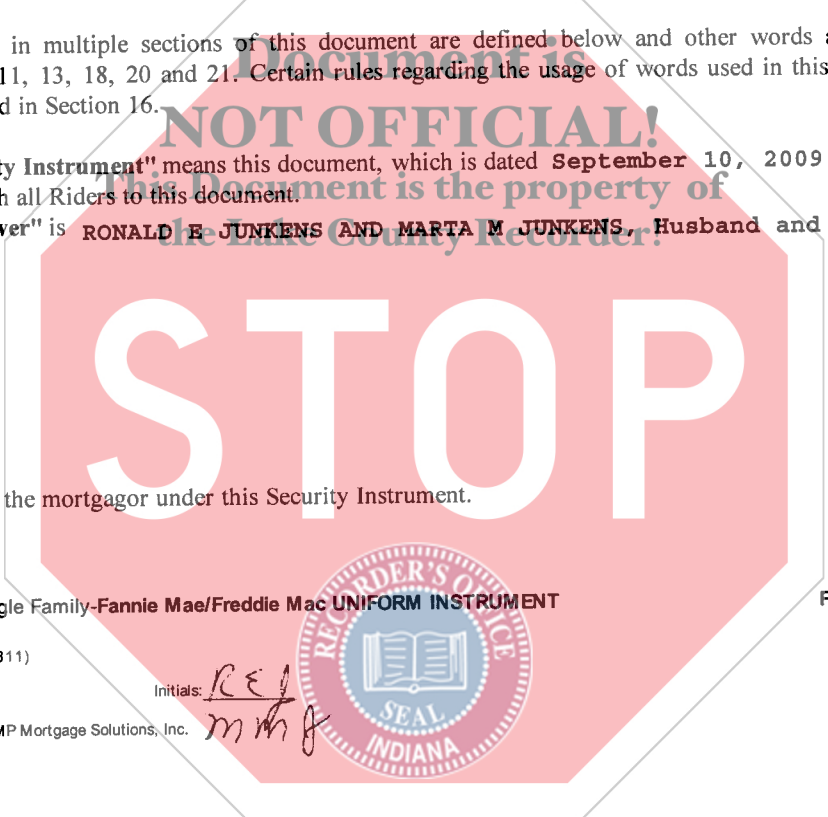 Document is
in multiple sections of this document are defined below and other words
11, 13, 18, 20 and 21. Certain rules regarding the usage of words used in this
d in Section 16.
NOT OFFICIAL!
ty Instrument" means this document, which is dated September 10, 2009
This Document is the property of
h all Riders to this document.
the Lake County Recorder!
ver" is RONALD E JUNKENS AND MARTA M JUNKENS, Husband and
STOP
the mortgagor under this Security Instrument.
gle Family-Fannie Mae/Freddie Mac UNIFORM INSTRUMENT F
RECORDER'S OFFICE
311)
Initials: REJ
SEAL
MP Mortgage Solutions, Inc. MMJ
INDIANA